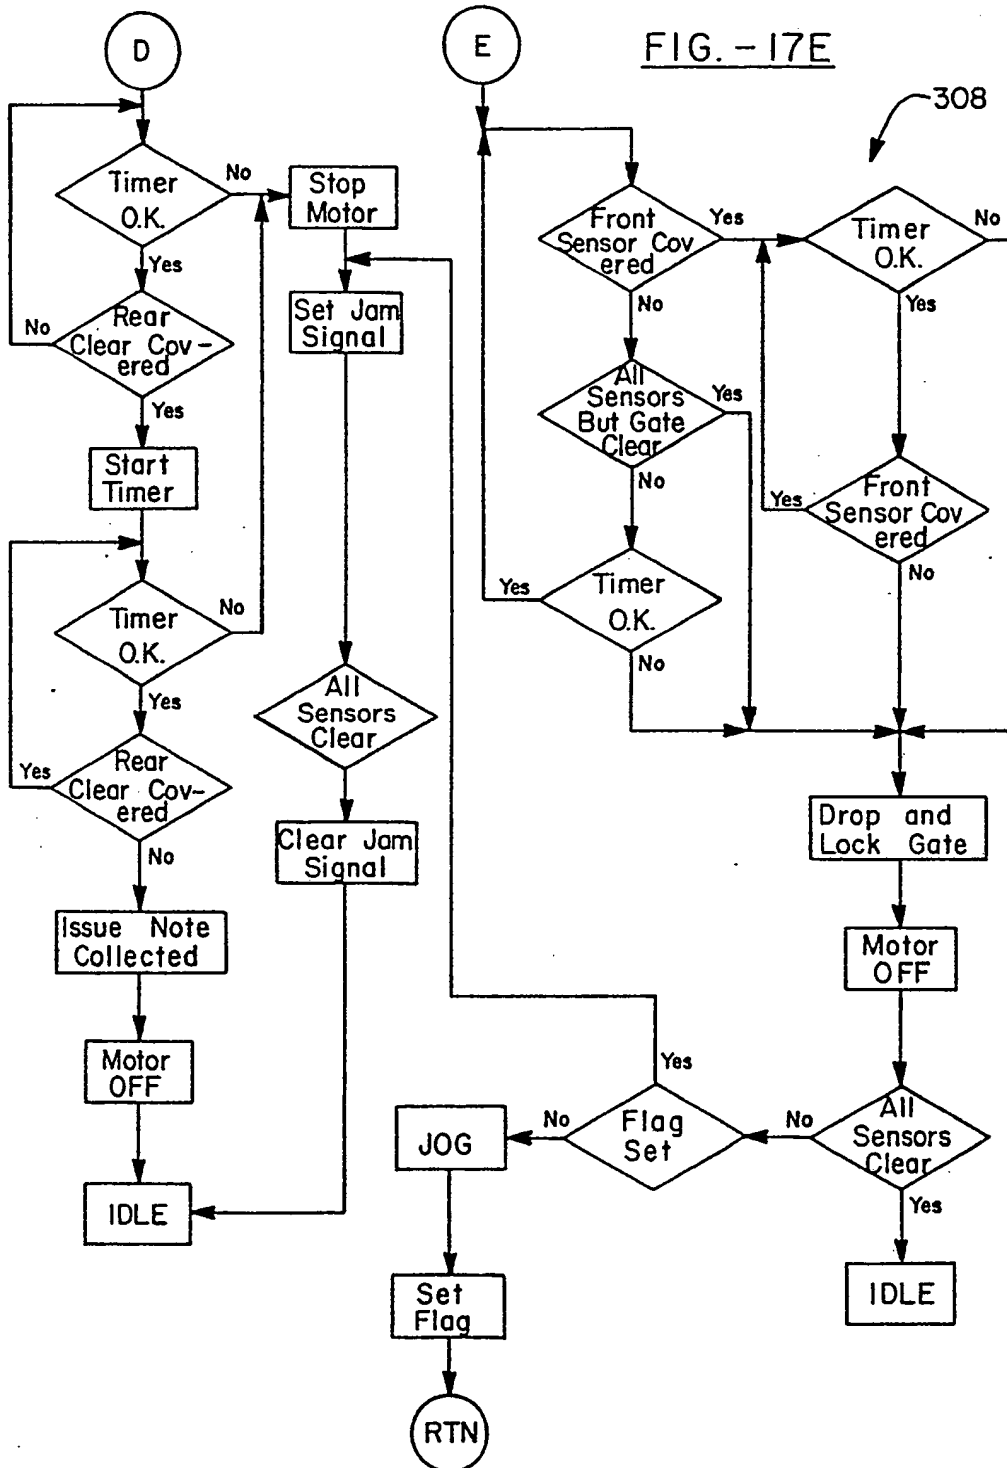 D
E
FIG. - 17E
308
Timer
O.K.
No
Yes
Stop
Motor
Rear
Clear Cov-
ered
No
Yes
Set Jam
Signal
Start
Timer
Timer
O.K.
No
Yes
Rear
Clear Cov-
ered
Yes
No
All
Sensors
Clear
Clear Jam
Signal
Issue Note
Collected
Motor
OFF
IDLE
Front
Sensor Cov
ered
Yes
No
Timer
O.K.
No
Yes
All
Sensors
But Gate
Clear
Yes
No
Front
Sensor Cov
ered
Yes
No
Timer
O.K.
Yes
No
Drop and
Lock Gate
Motor
OFF
All
Sensors
Clear
No
Yes
Flag
Set
Yes
No
JOG
IDLE
Set
Flag
RTN